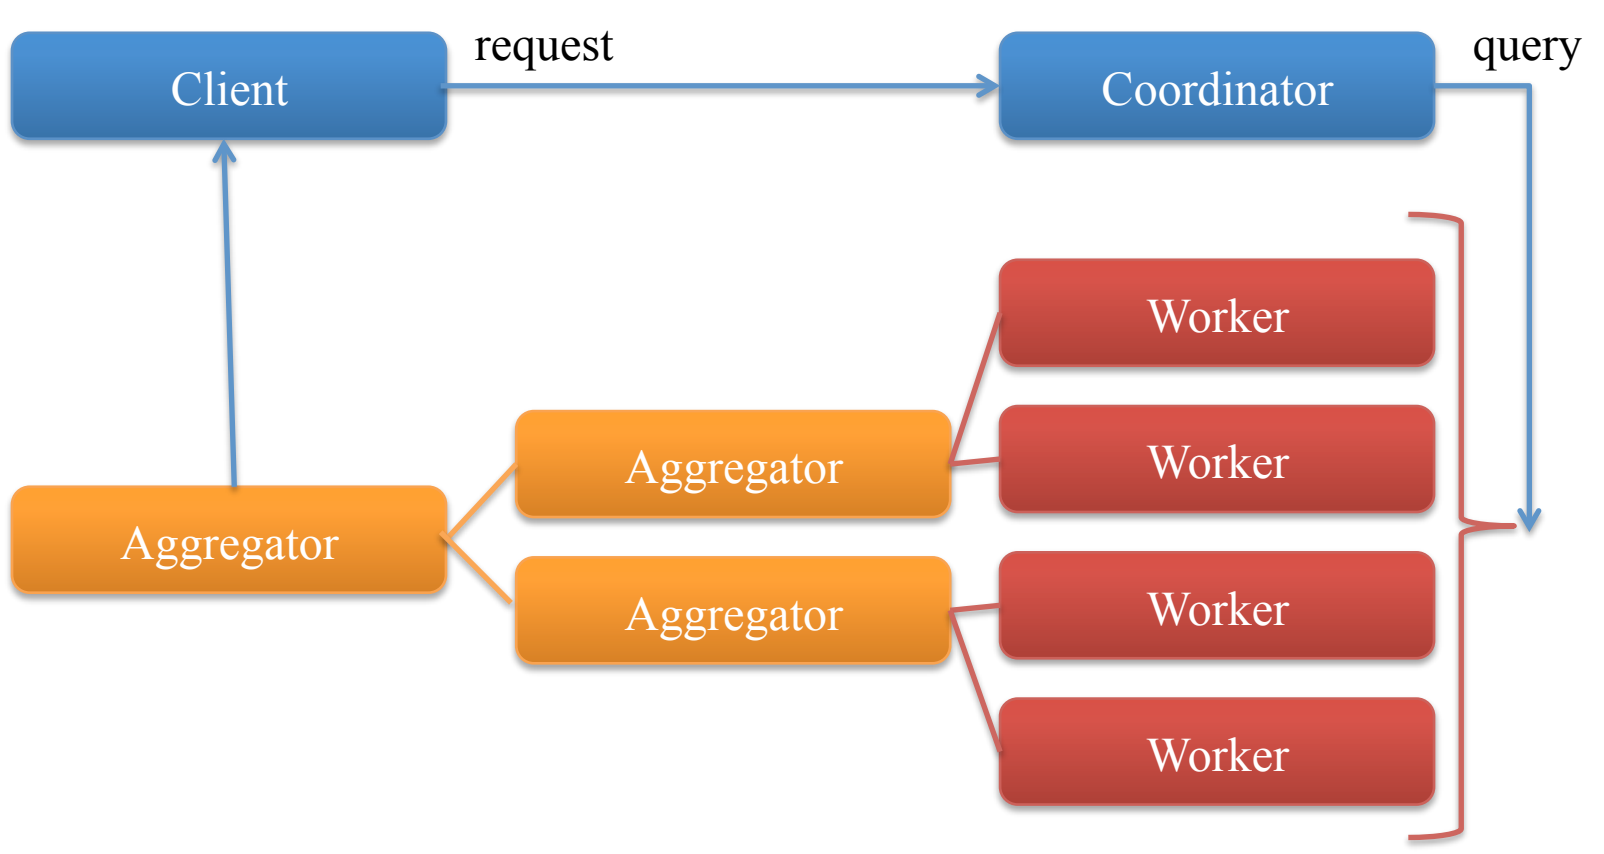 Client
request
Coordinator
query
Worker
Aggregator
Worker
Aggregator
Aggregator
Worker
Worker